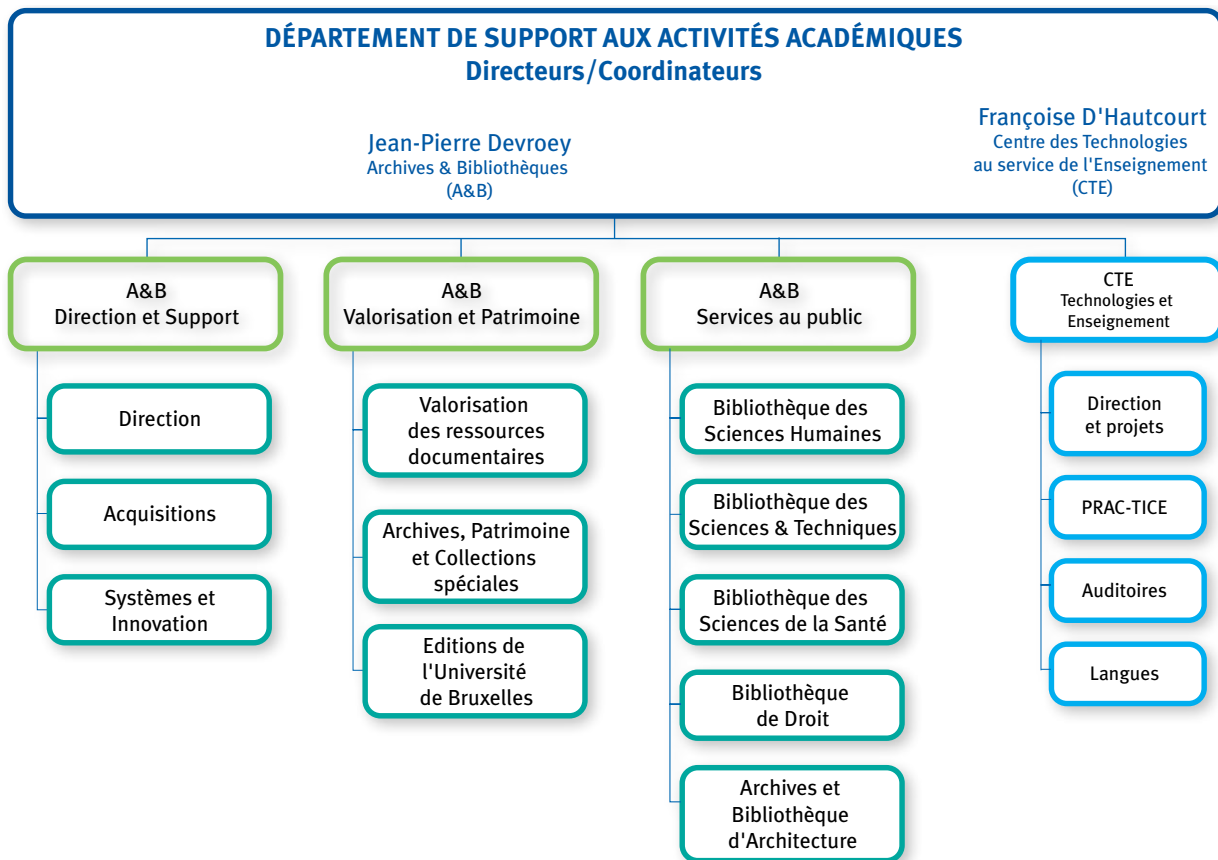 DÉPARTEMENT DE SUPPORT AUX ACTIVITÉS ACADÉMIQUES
Directeurs/Coordinateurs
Jean-Pierre Devroey
Archives & Bibliothèques
(A&B)
Françoise D'Hautcourt
Centre des Technologies
au service de l'Enseignement
(CTE)
A&B
Direction et Support
Direction
Acquisitions
Systèmes et
Innovation
A&B
Valorisation et Patrimoine
Valorisation
des ressources
documentaires
Archives, Patrimoine
et Collections
spéciales
Editions de
l'Université
de Bruxelles
A&B
Services au public
Bibliothèque des
Sciences Humaines
Bibliothèque des
Sciences & Techniques
Bibliothèque des
Sciences de la Santé
Bibliothèque
de Droit
Archives et
Bibliothèque
d'Architecture
CTE
Technologies et
Enseignement
Direction
et projets
PRAC-TICE
Auditoires
Langues